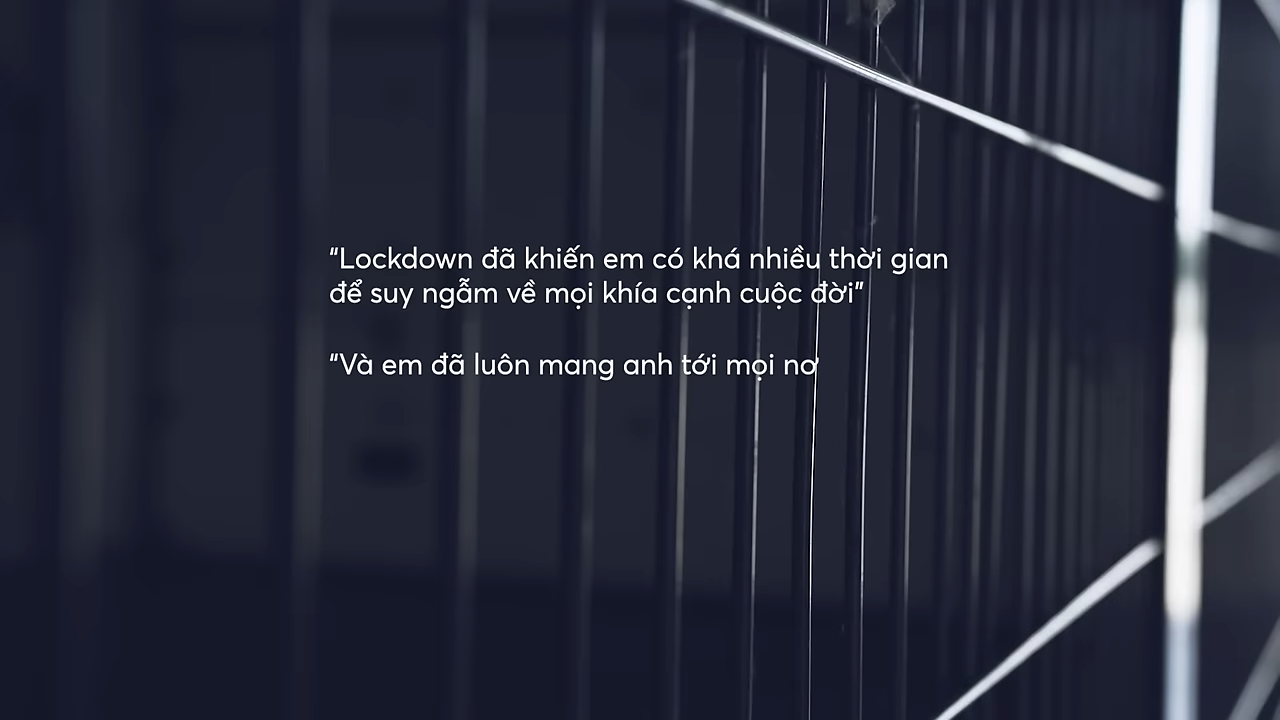 “Lockdown đã khiến em có khá nhiều thời gian
để suy ngẫm về mọi khía cạnh cuộc đời”
“Và em đã luôn mang anh tới mọi nơ